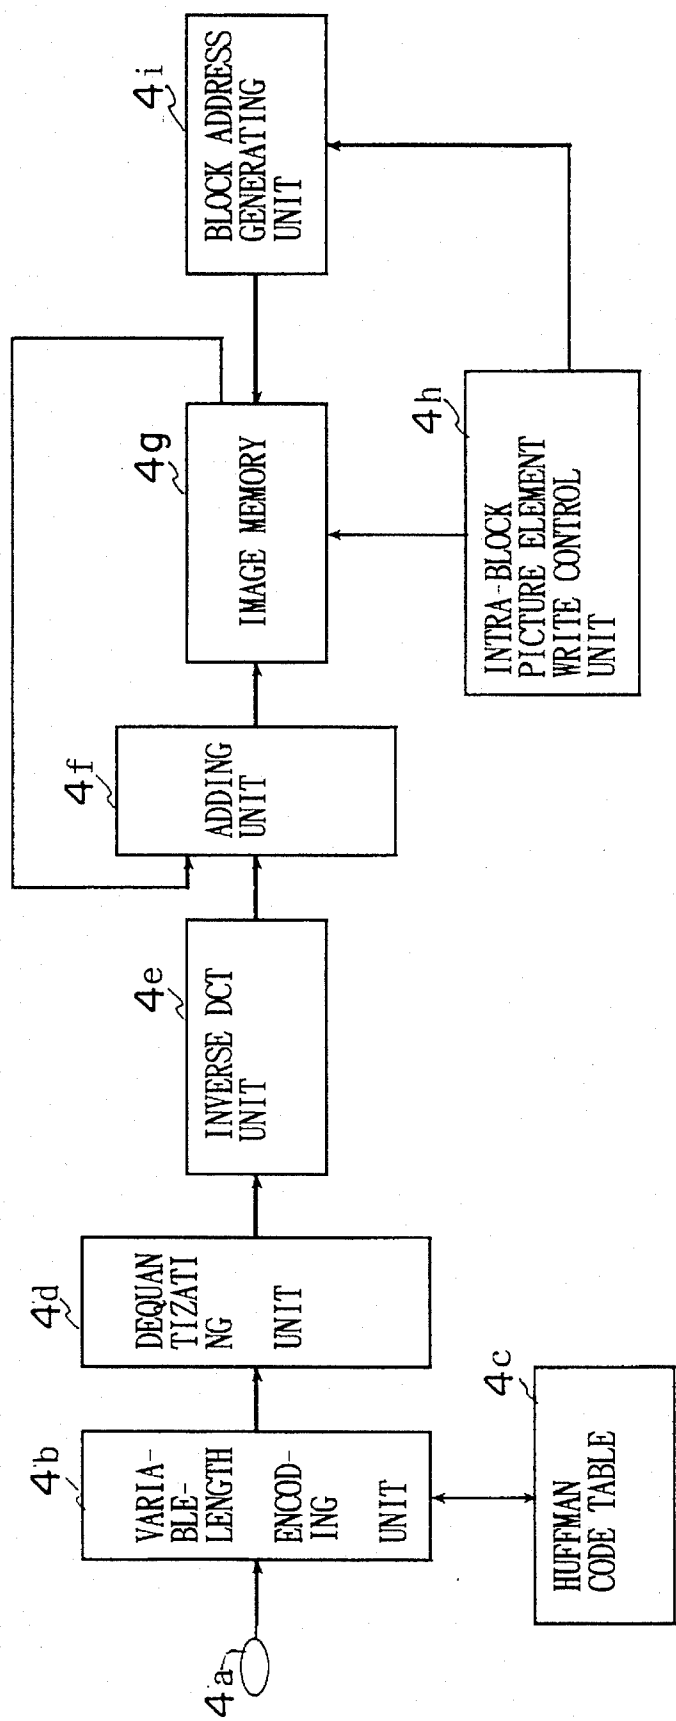 4a
4b
VARIA-
BLE-
LENGTH
ENCOD-
ING
UNIT
4c
HUFFMAN
CODE TABLE
4d
DEQUAN
TIZATI
NG
UNIT
4e
INVERSE DCT
UNIT
4f
ADDING
UNIT
4g
IMAGE MEMORY
4h
INTRA-BLOCK
PICTURE ELEMENT
WRITE CONTROL
UNIT
4i
BLOCK ADDRESS
GENERATING
UNIT